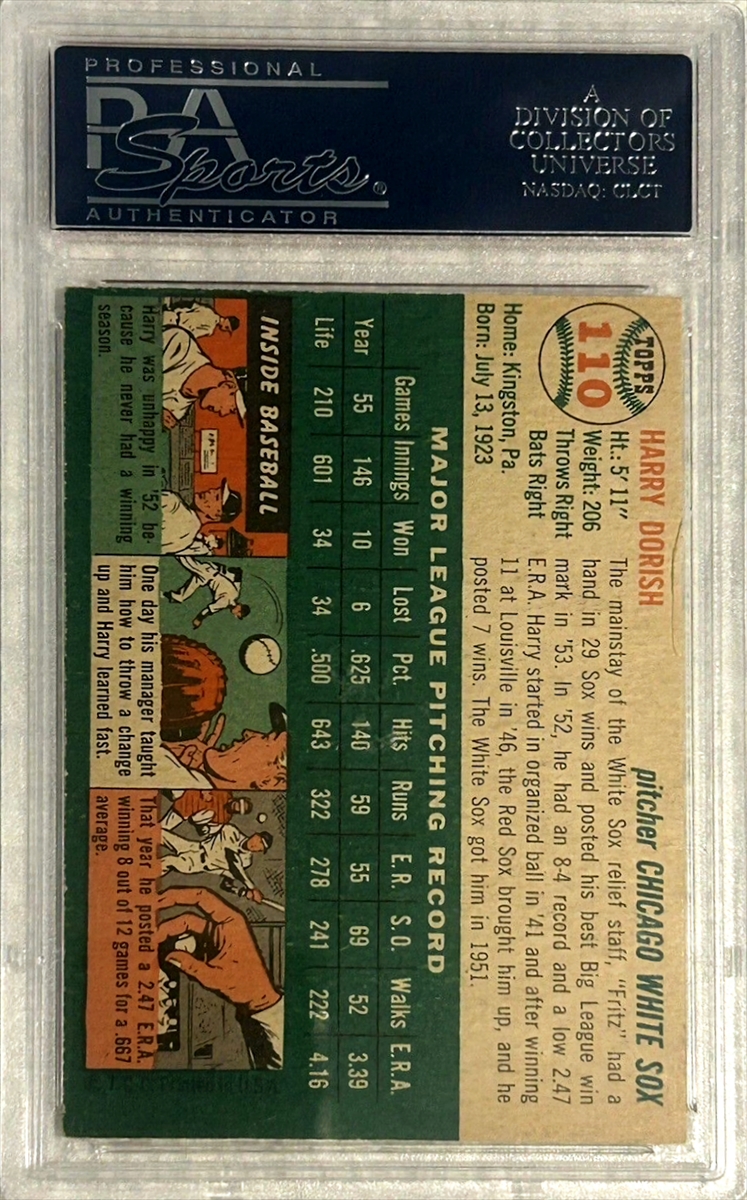 PROFESSIONAL
PSA
Sports®
AUTHENTICATOR
A
DIVISION OF
COLLECTORS
UNIVERSE
NASDAQ: CLCT
TOPPS
110
HARRY DORISH
pitcher CHICAGO WHITE SOX
Ht.: 5' 11"
Weight: 206
Throws Right
Bats Right
Home: Kingston, Pa.
Born: July 13, 1923
The mainstay of the White Sox relief staff, "Fritz" had a
hand in 29 Sox wins and posted his best Big League win
mark in '53. In '52, he had an 8-4 record and a low 2.47
E.R.A. Harry started in organized ball in '41 and after winning
11 at Louisville in '46, the Red Sox brought him up, and he
posted 7 wins. The White Sox got him in 1951.
MAJOR LEAGUE PITCHING RECORD
Games Innings Won Lost Pct. Hits Runs E.R. S.O. Walks E.R.A.
Year 55 146 10 6 .625 140 59 55 69 52 3.39
Life 210 601 34 34 .500 643 322 278 241 222 4.16
INSIDE BASEBALL
Harry was unhappy in '52 be-
cause he never had a winning
season.
One day his manager taught
him how to throw a change
up and Harry learned fast.
That year he posted a 2.47 E.R.A.
winning 8 out of 12 games for a .667
average.
T.C.G. Printed in U.S.A.